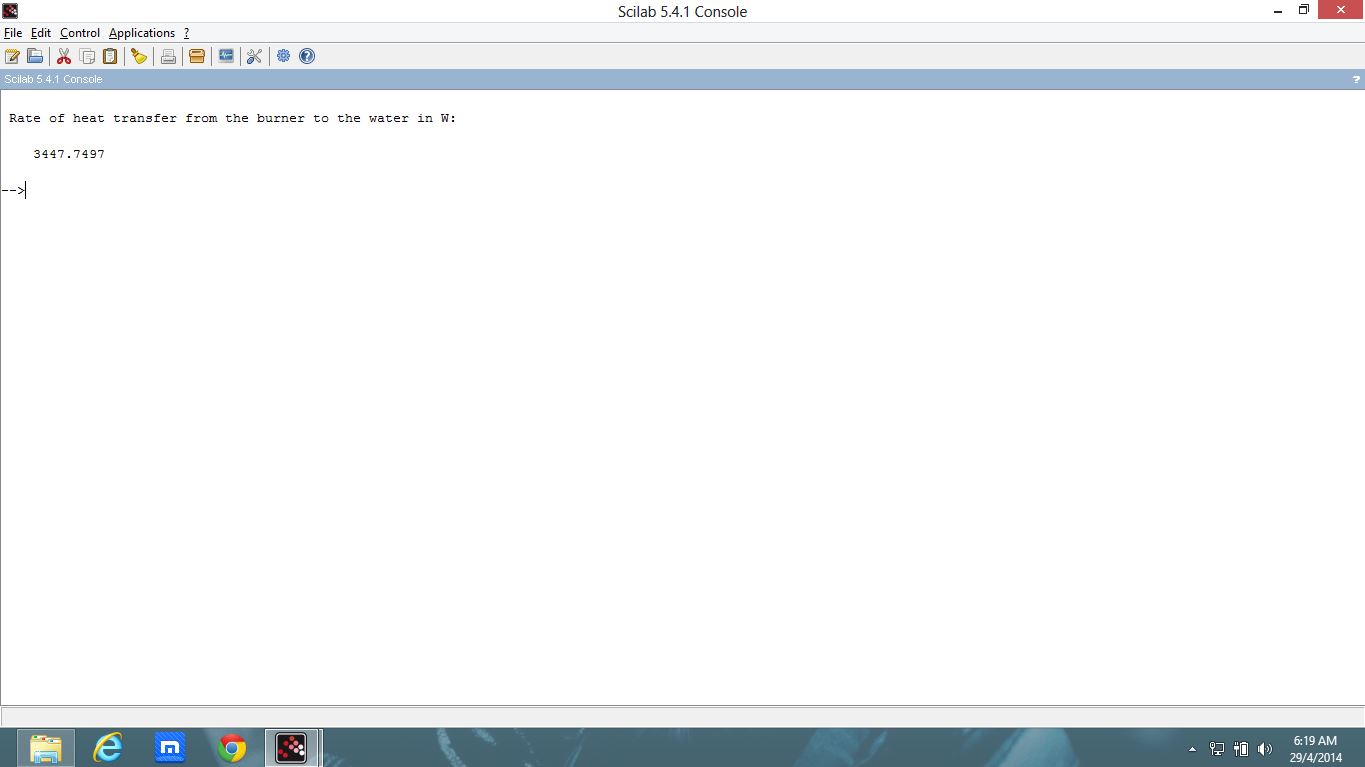 Scilab 5.4.1 Console
File Edit Control Applications ?
Scilab 5.4.1 Console ?
Rate of heat transfer from the burner to the water in W:
3447.7497
-->
6:19 AM
29/4/2014